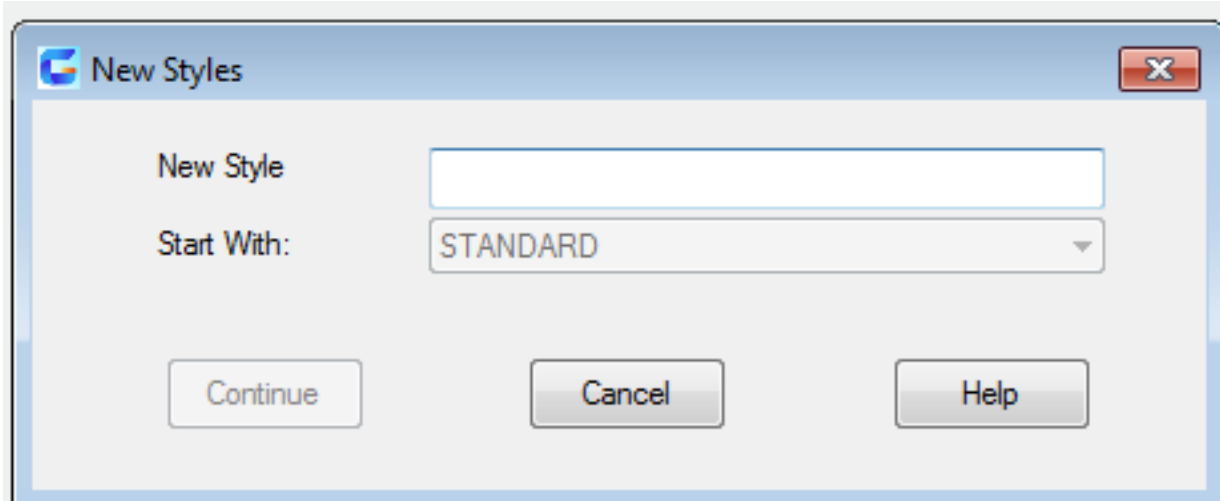 New Styles
New Style
Start With: STANDARD
Continue Cancel Help